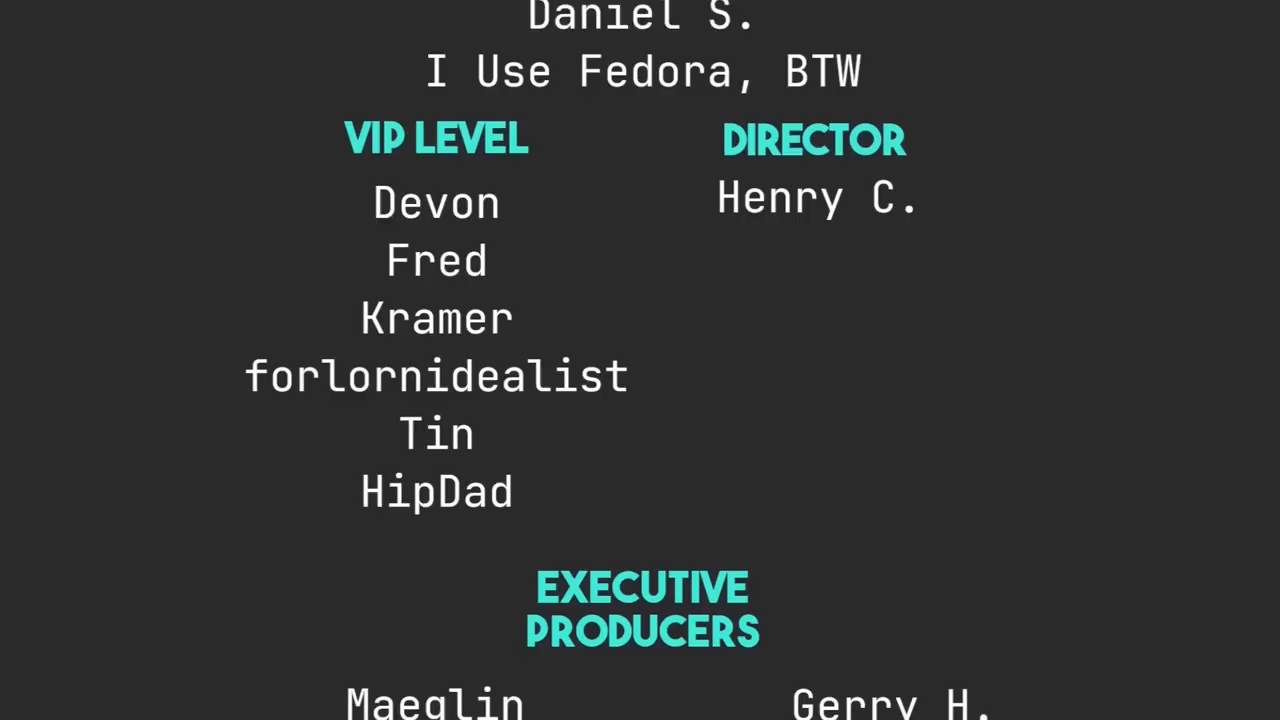 Daniel S.
I Use Fedora, BTW
VIP LEVEL
Devon
Fred
Kramer
forlornidealist
Tin
HipDad
DIRECTOR
Henry C.
EXECUTIVE
PRODUCERS
Maeglin
Gerry H.